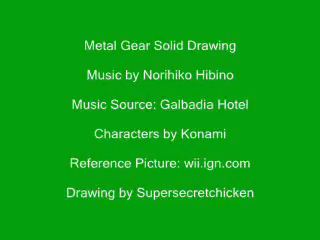 Metal Gear Solid Drawing
Music by Norihiko Hibino
Music Source: Galbadia Hotel
Characters by Konami
Reference Picture: wii.ign.com
Drawing by Supersecretchicken